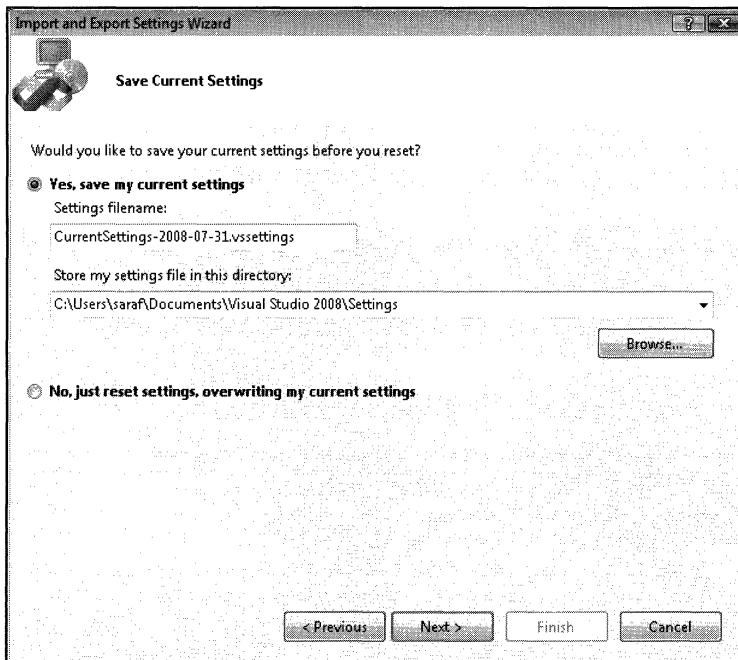 Import and Export Settings Wizard
Save Current Settings
Would you like to save your current settings before you reset?
Yes, save my current settings
Settings filename:
CurrentSettings-2008-07-31.vssettings
Store my settings file in this directory:
C:\Users\saraf\Documents\Visual Studio 2008\Settings
Browse...
No, just reset settings, overwriting my current settings
< Previous
Next >
Finish
Cancel